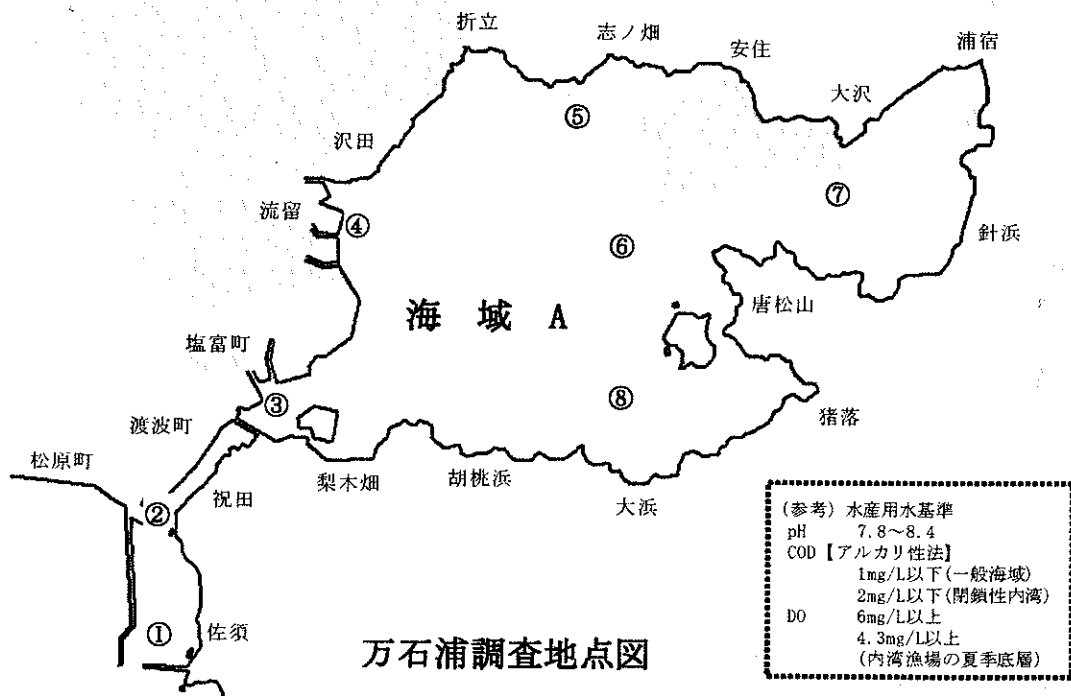 折立
志ノ畑
安住
浦宿
大沢
⑤
沢田
⑦
流留
④
⑥
針浜
唐松山
海域A
塩富町
③
⑧
猪落
渡波町
松原町
梨木畑
胡桃浜
大浜
祝田
②
①
佐須
万石浦調査地点図
(参考) 水産用水基準
pH 7.8～8.4
COD【アルカリ性法】
1mg/L以下(一般海域)
2mg/L以下(閉鎖性内湾)
DO 6mg/L以上
4.3mg/L以上
(内湾漁場の夏季底層)